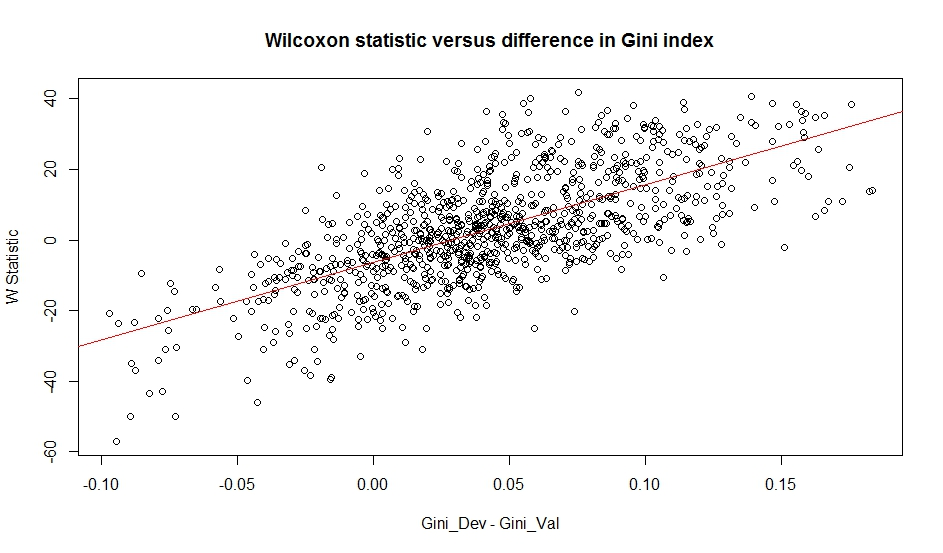 Wilcoxon statistic versus difference in Gini index
40
20
0
-20
-40
-60
W Statistic
-0.10 -0.05 0.00 0.05 0.10 0.15
Gini_Dev - Gini_Val